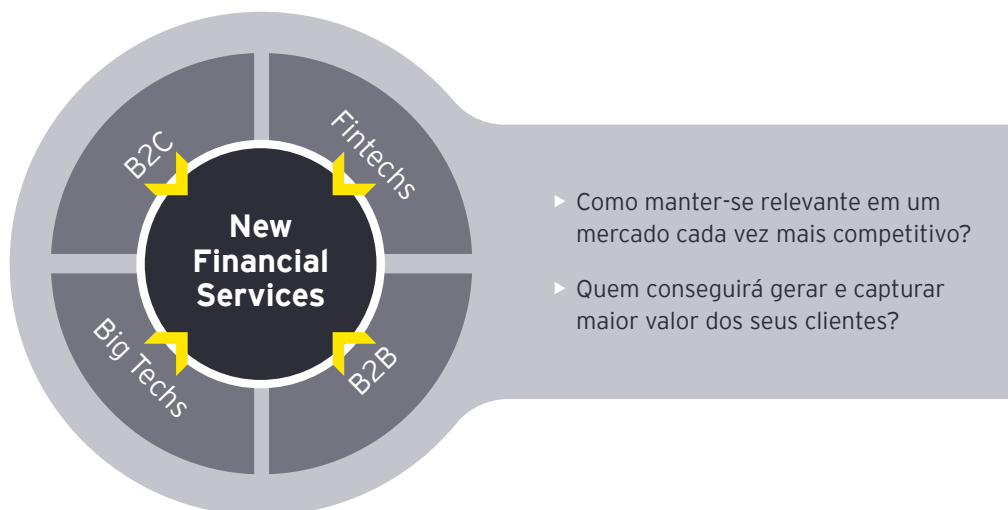 B2C
Fintechs
New
Financial
Services
Big Techs
B2B
▶ Como manter-se relevante em um
mercado cada vez mais competitivo?
▶ Quem conseguirá gerar e capturar
maior valor dos seus clientes?